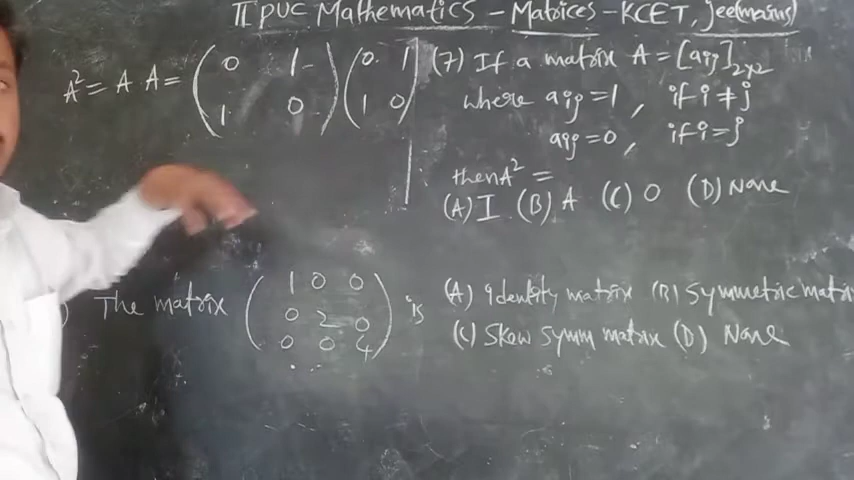 II PUC Mathematics - Matrices - KCET, Jee(mains)
A² = A A = ( 0 1 ) ( 0 1
1 0 ) ( 1 0 )
(7) If a matrix A = [aij]2x2
where aij = 1, if i ≠ j
aij = 0, if i = j
then A² =
(A) I (B) A (C) O (D) None
) The matrix ( 1 0 0
0 2 0
0 0 4 ) is
(A) Identity matrix (B) Symmetric matrix
(C) Skew symm matrix (D) None